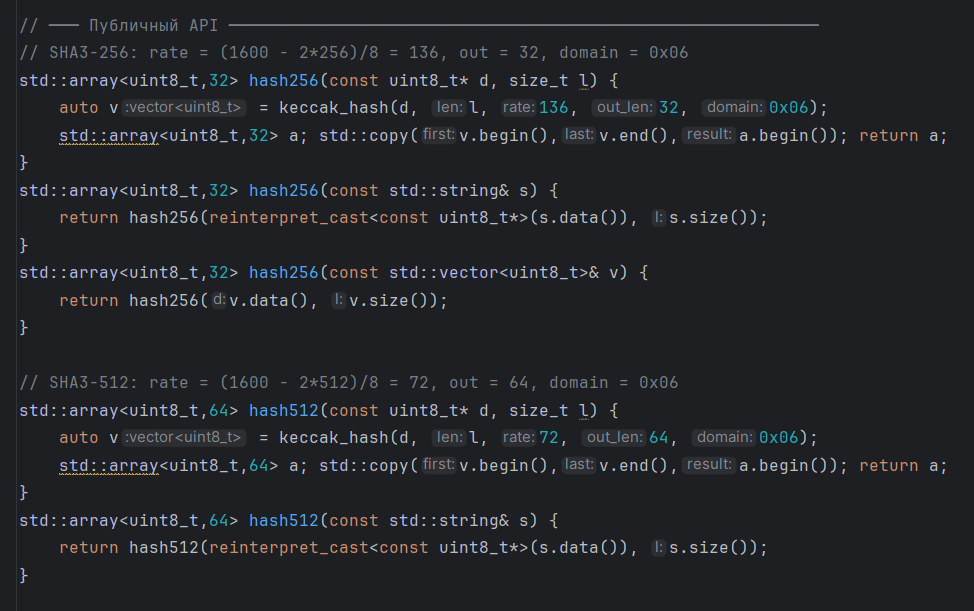 // —— Публичный API ————————————————————————————————
// SHA3-256: rate = (1600 - 2*256)/8 = 136, out = 32, domain = 0x06
std::array<uint8_t,32> hash256(const uint8_t* d, size_t l) {
    auto v :vector<uint8_t> = keccak_hash(d, len: l, rate: 136, out_len: 32, domain: 0x06);
    std::array<uint8_t,32> a; std::copy( first: v.begin(), last: v.end(), result: a.begin()); return a;
}
std::array<uint8_t,32> hash256(const std::string& s) {
    return hash256(reinterpret_cast<const uint8_t*>(s.data()), l: s.size());
}
std::array<uint8_t,32> hash256(const std::vector<uint8_t>& v) {
    return hash256( d: v.data(), l: v.size());
}
// SHA3-512: rate = (1600 - 2*512)/8 = 72, out = 64, domain = 0x06
std::array<uint8_t,64> hash512(const uint8_t* d, size_t l) {
    auto v :vector<uint8_t> = keccak_hash(d, len: l, rate: 72, out_len: 64, domain: 0x06);
    std::array<uint8_t,64> a; std::copy( first: v.begin(), last: v.end(), result: a.begin()); return a;
}
std::array<uint8_t,64> hash512(const std::string& s) {
    return hash512(reinterpret_cast<const uint8_t*>(s.data()), l: s.size());
}